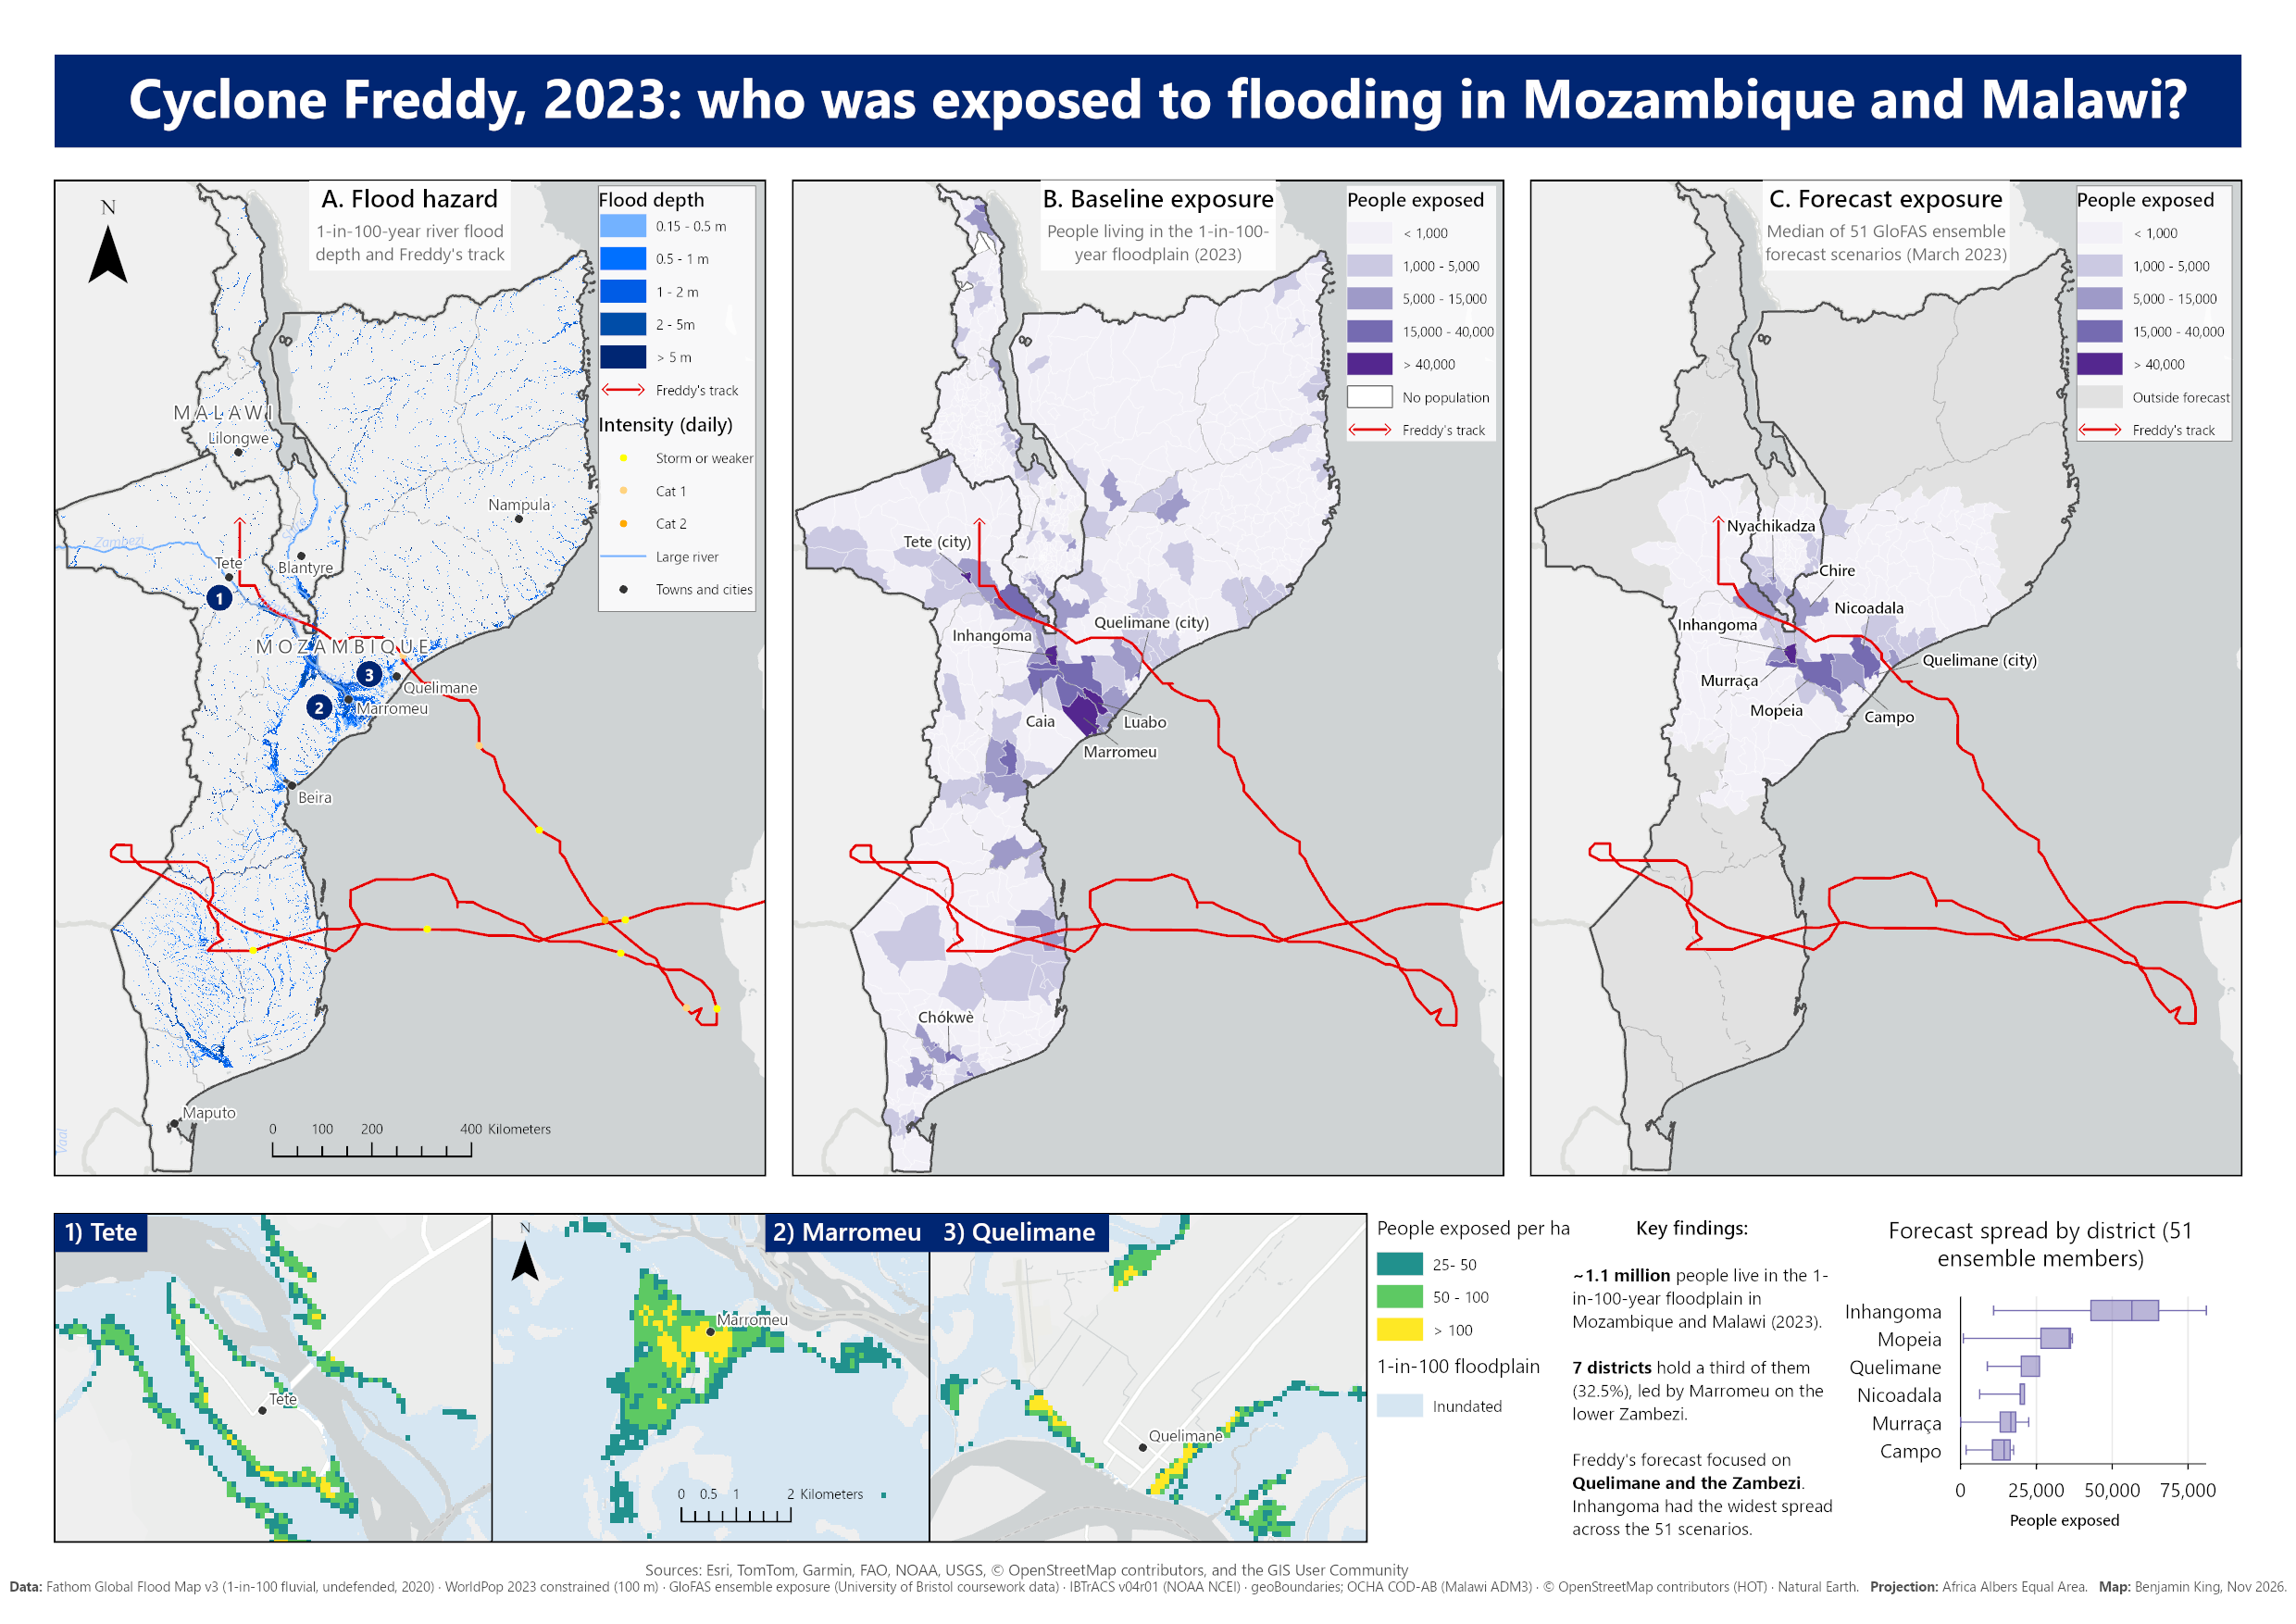 Cyclone Freddy, 2023: who was exposed to flooding in Mozambique and Malawi?
A. Flood hazard
1-in-100-year river flood
depth and Freddy's track
N
Flood depth
0.15 - 0.5 m
0.5 - 1 m
1 - 2 m
2 - 5m
> 5 m
Freddy's track
Intensity (daily)
Storm or weaker
Cat 1
Cat 2
Large river
Towns and cities
MALAWI
Lilongwe
Nampula
Zambezi
Tete
Blantyre
1
MOZAMBIQUE
3
Quelimane
2
Marromeu
Beira
Maputo
Vaal
0 100 200 400 Kilometers
B. Baseline exposure
People living in the 1-in-100-
year floodplain (2023)
People exposed
< 1,000
1,000 - 5,000
5,000 - 15,000
15,000 - 40,000
> 40,000
No population
Freddy's track
Tete (city)
Quelimane (city)
Inhangoma
Caia
Luabo
Marromeu
Chókwè
C. Forecast exposure
Median of 51 GloFAS ensemble
forecast scenarios (March 2023)
People exposed
< 1,000
1,000 - 5,000
5,000 - 15,000
15,000 - 40,000
> 40,000
Outside forecast
Freddy's track
Nyachikadza
Chire
Nicoadala
Inhangoma
Quelimane (city)
Murraça
Mopeia
Campo
1) Tete
Tete
N
2) Marromeu
Marromeu
0 0.5 1 2 Kilometers
3) Quelimane
Quelimane
People exposed per ha
25- 50
50 - 100
> 100
1-in-100 floodplain
Inundated
Key findings:
~1.1 million people live in the 1-
in-100-year floodplain in
Mozambique and Malawi (2023).
7 districts hold a third of them
(32.5%), led by Marromeu on the
lower Zambezi.
Freddy's forecast focused on
Quelimane and the Zambezi.
Inhangoma had the widest spread
across the 51 scenarios.
Forecast spread by district (51
ensemble members)
Inhangoma
Mopeia
Quelimane
Nicoadala
Murraça
Campo
0 25,000 50,000 75,000
People exposed
Sources: Esri, TomTom, Garmin, FAO, NOAA, USGS, © OpenStreetMap contributors, and the GIS User Community
Data: Fathom Global Flood Map v3 (1-in-100 fluvial, undefended, 2020) · WorldPop 2023 constrained (100 m) · GloFAS ensemble exposure (University of Bristol coursework data) · IBTrACS v04r01 (NOAA NCEI) · geoBoundaries; OCHA COD-AB (Malawi ADM3) · © OpenStreetMap contributors (HOT) · Natural Earth. Projection: Africa Albers Equal Area. Map: Benjamin King, Nov 2026.